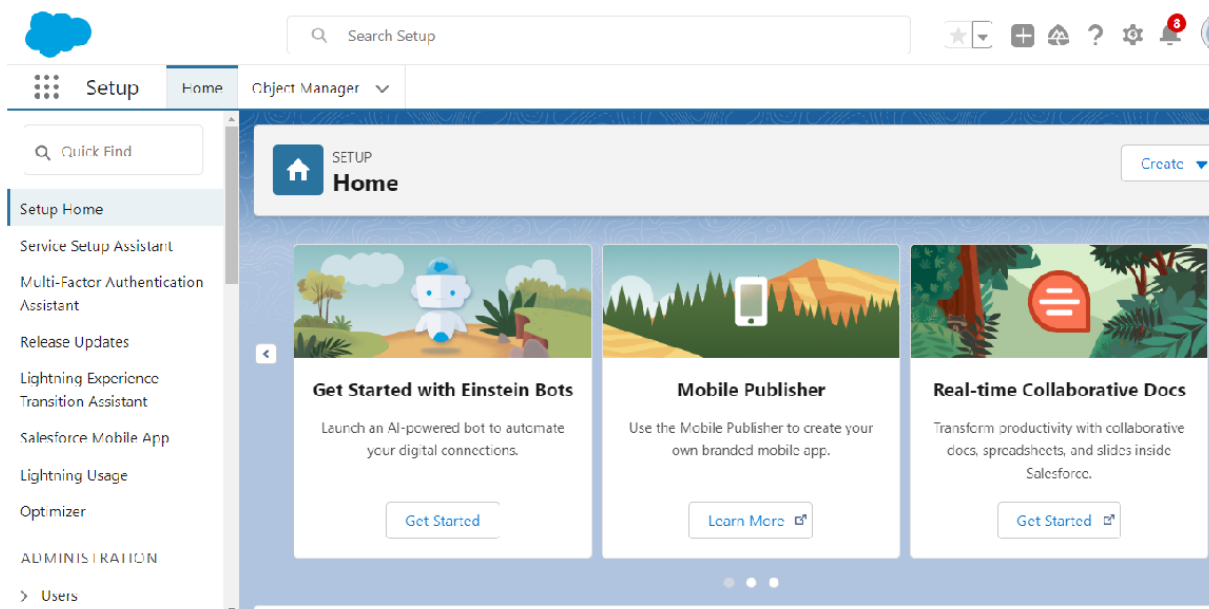 Search Setup
8
Setup
Home
Object Manager
Quick Find
Setup Home
Service Setup Assistant
Multi-Factor Authentication
Assistant
Release Updates
Lightning Experience
Transition Assistant
Salesforce Mobile App
Lightning Usage
Optimizer
ADMINISTRATION
Users
SETUP
Home
Create
Get Started with Einstein Bots
Launch an AI-powered bot to automate
your digital connections.
Get Started
Mobile Publisher
Use the Mobile Publisher to create your
own branded mobile app.
Learn More
Real-time Collaborative Docs
Transform productivity with collaborative
docs, spreadsheets, and slides inside
Salesforce.
Get Started